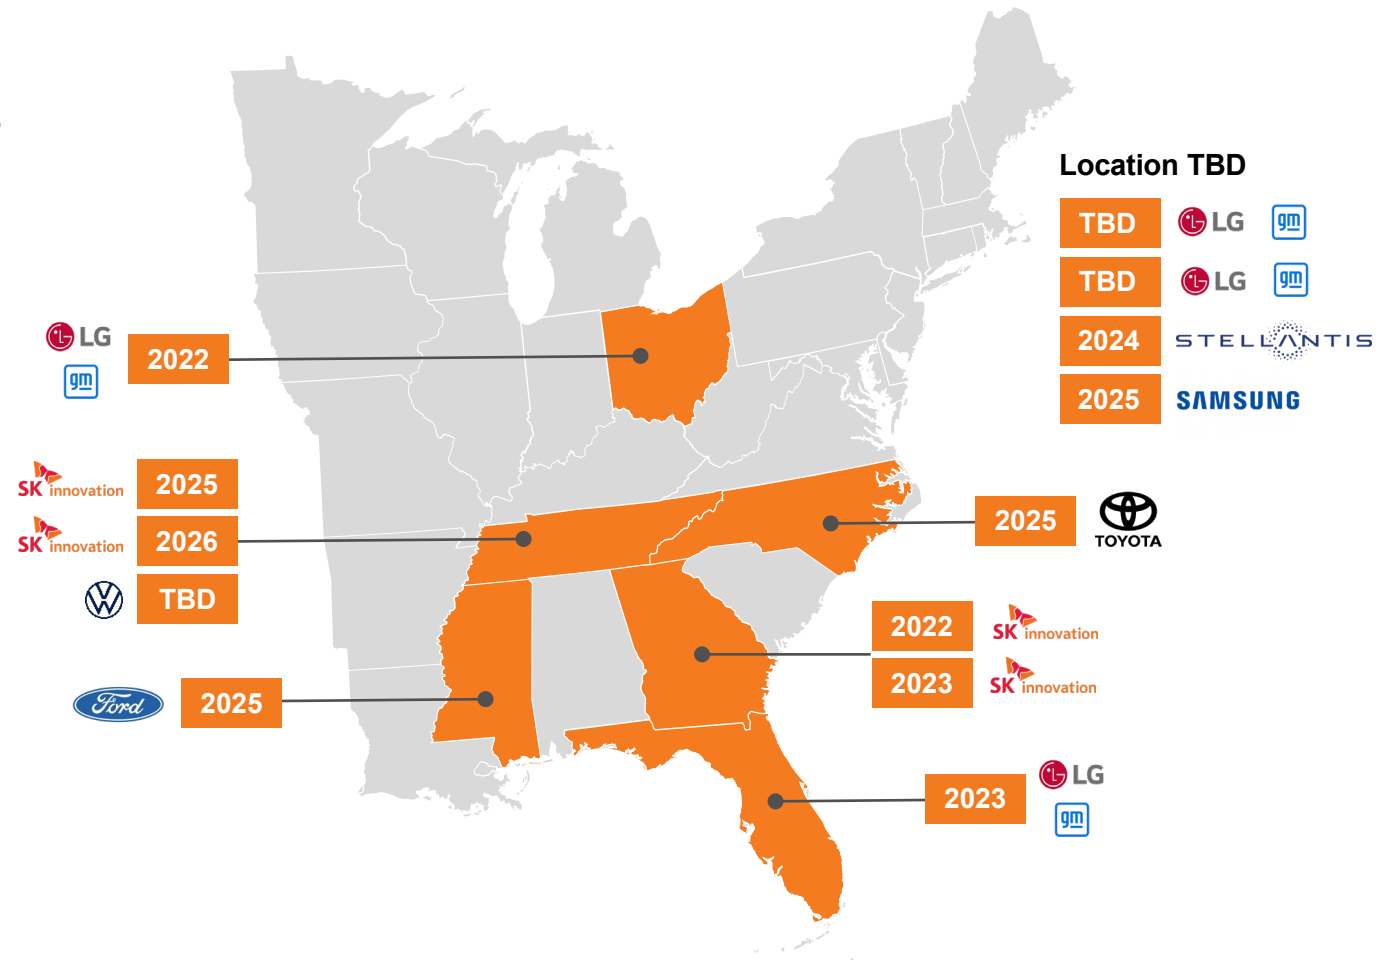 Location TBD
TBD LG gm
TBD LG gm
2024 STELLANTIS
2025 SAMSUNG
LG
gm
2022
SK innovation 2025
SK innovation 2026
VW TBD
Ford 2025
2025 TOYOTA
2022 SK innovation
2023 SK innovation
2023 LG
gm